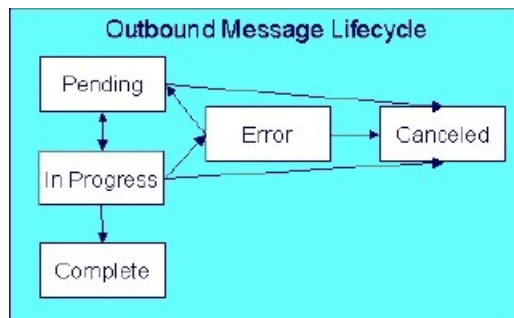 Outbound Message Lifecycle
Pending
Error
Canceled
In Progress
Complete